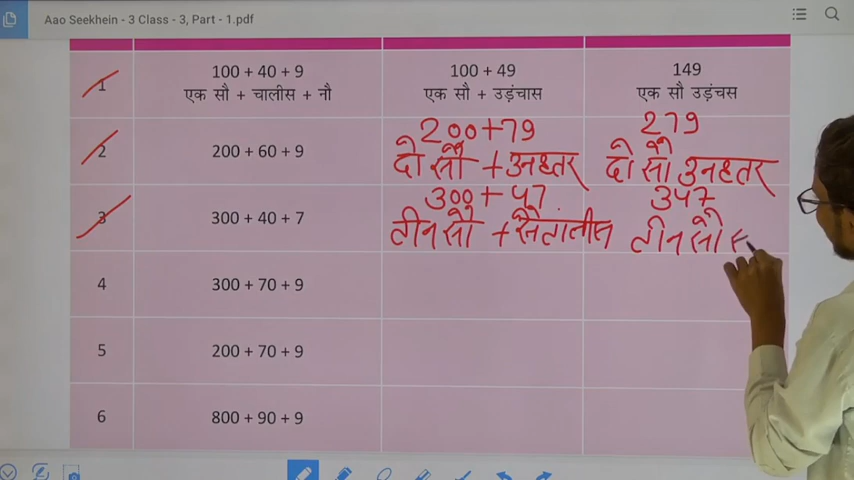 Aao Seekhein - 3 Class - 3, Part - 1.pdf
1
100 + 40 + 9
एक सौ + चालीस + नौ
100 + 49
एक सौ + उड़ंचास
149
एक सौ उड़ंचस
2
200 + 60 + 9
200+79
दो सौ +उनहतर
279
दो सौ उनहतर
3
300 + 40 + 7
300 + 47
तीन सौ + सैतालीस
347
तीन सौ स
4
300 + 70 + 9
5
200 + 70 + 9
6
800 + 90 + 9